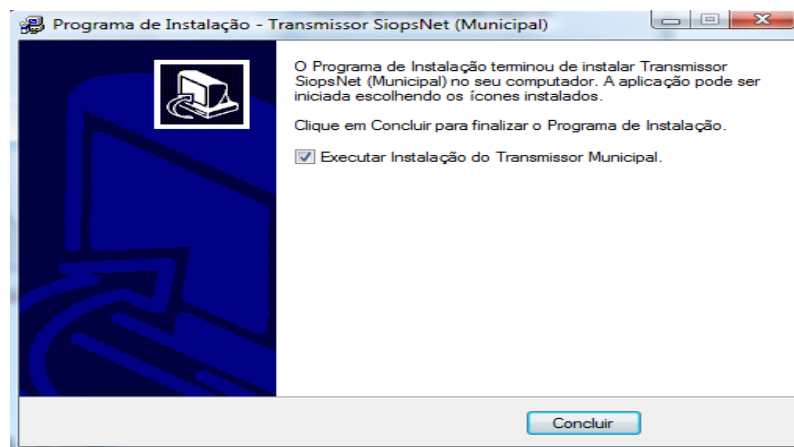 Programa de Instalação - Transmissor SiopsNet (Municipal)
O Programa de Instalação terminou de instalar Transmissor
SiopsNet (Municipal) no seu computador. A aplicação pode ser
iniciada escolhendo os ícones instalados.
Clique em Concluir para finalizar o Programa de Instalação.
Executar Instalação do Transmissor Municipal.
Concluir